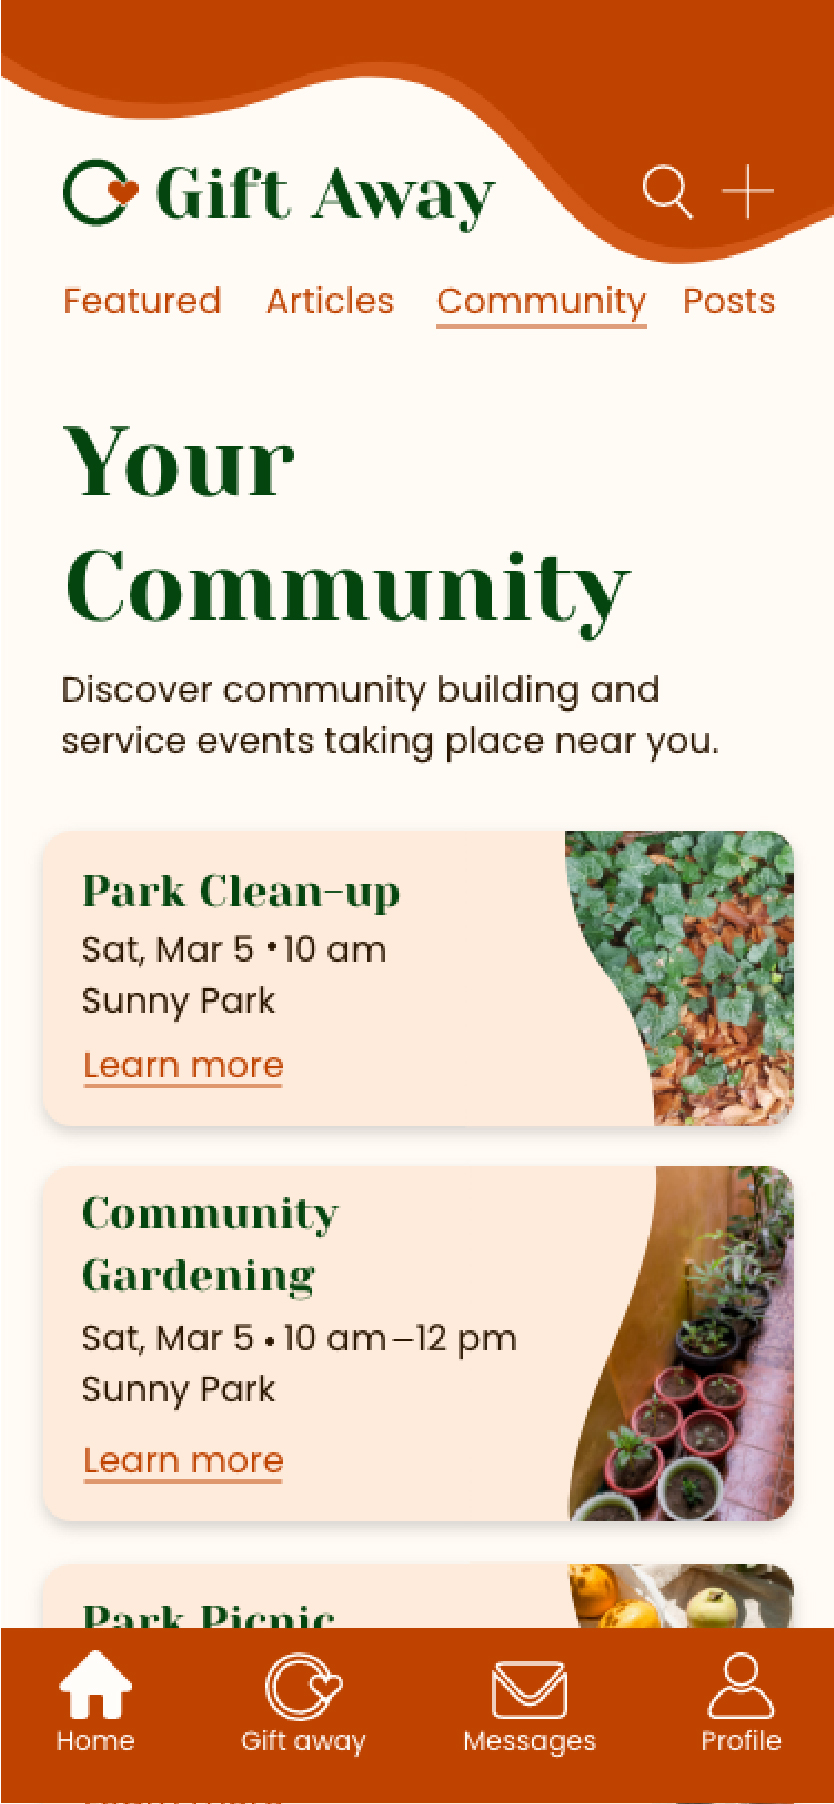 Gift Away
Featured Articles Community Posts
Your
Community
Discover community building and
service events taking place near you.
Park Clean-up
Sat, Mar 5 • 10 am
Sunny Park
Learn more
Community
Gardening
Sat, Mar 5 • 10 am–12 pm
Sunny Park
Learn more
Park Picnic
Home Gift away Messages Profile